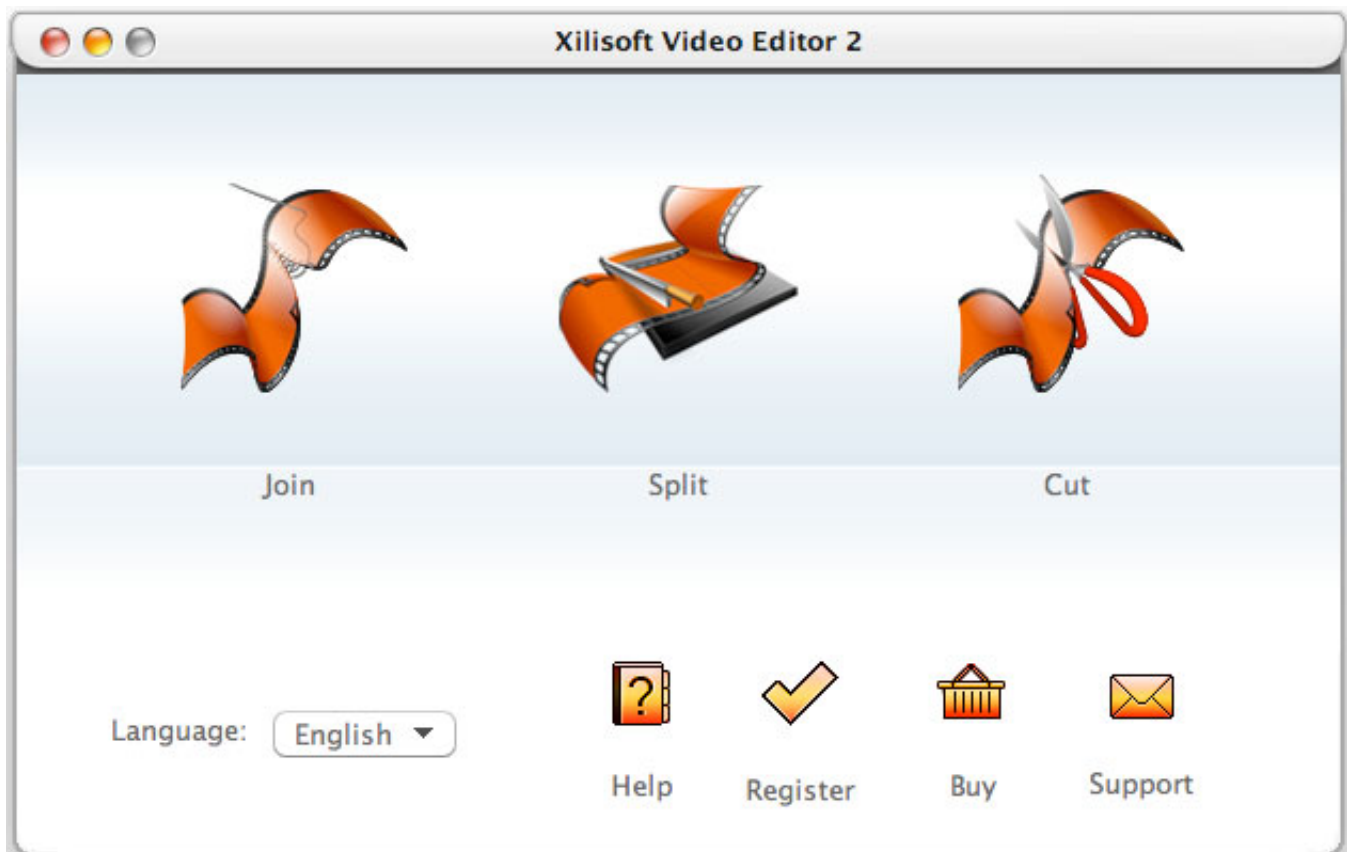 Xilisoft Video Editor 2
Join
Split
Cut
Language:
English
Help
Register
Buy
Support